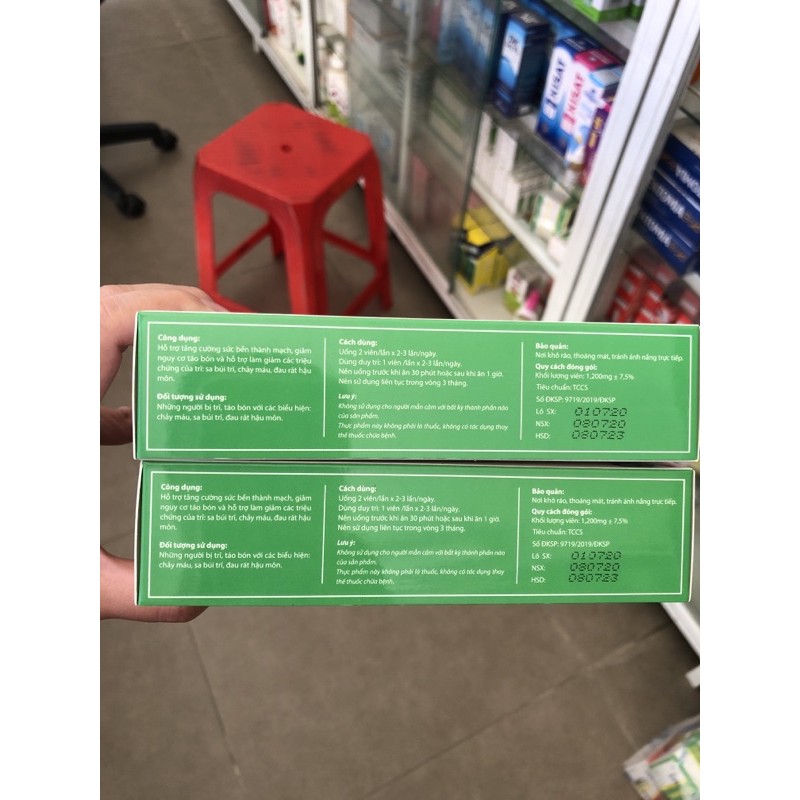 HISAT
Công dụng:
Hỗ trợ tăng cường sức bền thành mạch, giảm
nguy cơ táo bón và hỗ trợ làm giảm các triệu
chứng của trĩ: sa búi trĩ, chảy máu, đau rát hậu
môn.
Đối tượng sử dụng:
Những người bị trĩ, táo bón với các biểu hiện:
chảy máu, sa búi trĩ, đau rát hậu môn.
Cách dùng:
Uống 2 viên/lần x 2-3 lần/ngày.
Dùng duy trì: 1 viên /lần x 2-3 lần/ngày.
Nên uống trước khi ăn 30 phút hoặc sau khi ăn 1 giờ.
Nên sử dụng liên tục trong vòng 3 tháng.
Lưu ý:
Không sử dụng cho người mẫn cảm với bất kỳ thành phần nào
của sản phẩm.
Thực phẩm này không phải là thuốc, không có tác dụng thay
thế thuốc chữa bệnh.
Bảo quản:
Nơi khô ráo, thoáng mát, tránh ánh nắng trực tiếp.
Quy cách đóng gói:
Khối lượng viên: 1,200mg ± 7,5%
Tiêu chuẩn: TCCS
Số ĐKSP: 9719/2019/ĐKSP
Lô SX: 010720
NSX: 080720
HSD: 080723
Công dụng:
Hỗ trợ tăng cường sức bền thành mạch, giảm
nguy cơ táo bón và hỗ trợ làm giảm các triệu
chứng của trĩ: sa búi trĩ, chảy máu, đau rát hậu
môn.
Đối tượng sử dụng:
Những người bị trĩ, táo bón với các biểu hiện:
chảy máu, sa búi trĩ, đau rát hậu môn.
Cách dùng:
Uống 2 viên/lần x 2-3 lần/ngày.
Dùng duy trì: 1 viên /lần x 2-3 lần/ngày.
Nên uống trước khi ăn 30 phút hoặc sau khi ăn 1 giờ.
Nên sử dụng liên tục trong vòng 3 tháng.
Lưu ý:
Không sử dụng cho người mẫn cảm với bất kỳ thành phần nào
của sản phẩm.
Thực phẩm này không phải là thuốc, không có tác dụng thay
thế thuốc chữa bệnh.
Bảo quản:
Nơi khô ráo, thoáng mát, tránh ánh nắng trực tiếp.
Quy cách đóng gói:
Khối lượng viên: 1,200mg ± 7,5%
Tiêu chuẩn: TCCS
Số ĐKSP: 9719/2019/ĐKSP
Lô SX: 010720
NSX: 080720
HSD: 080723